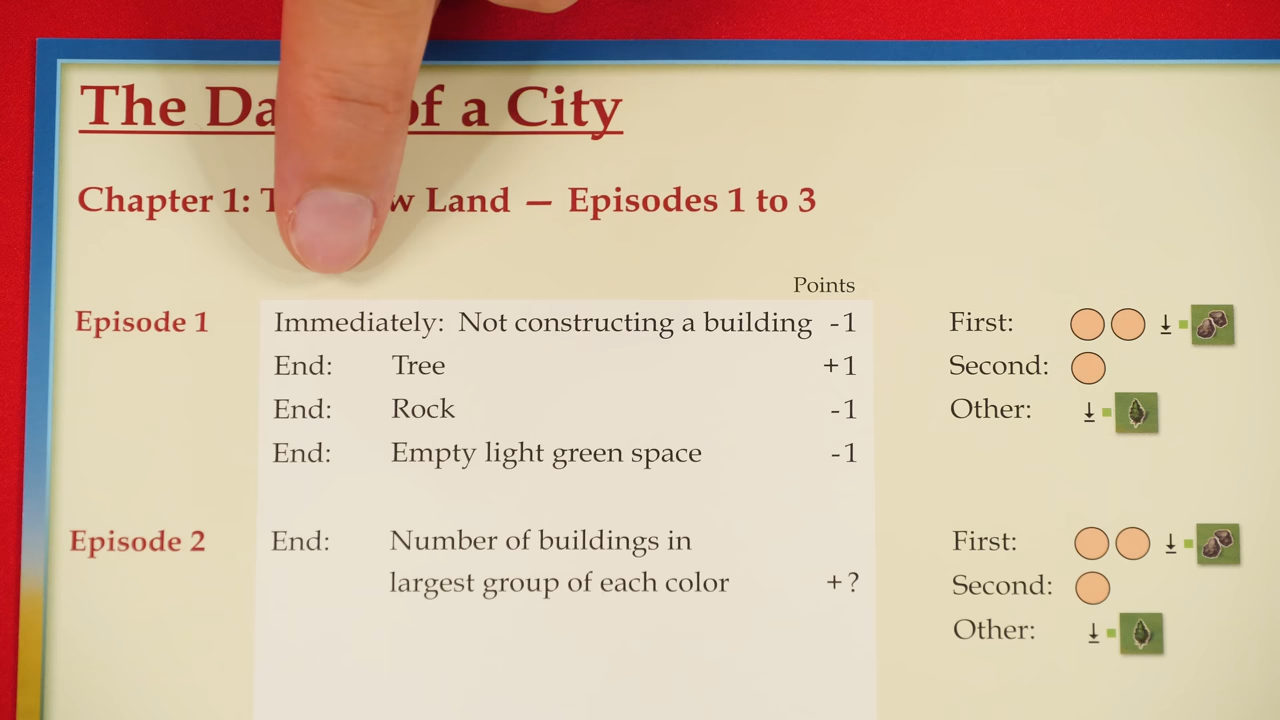 The of a City
Chapter 1: Land — Episodes 1 to 3
Points
Episode 1 Immediately: Not constructing a building -1 First:
End: Tree +1 Second:
End: Rock -1 Other:
End: Empty light green space -1
Episode 2 End: Number of buildings in First:
largest group of each color +? Second:
Other: